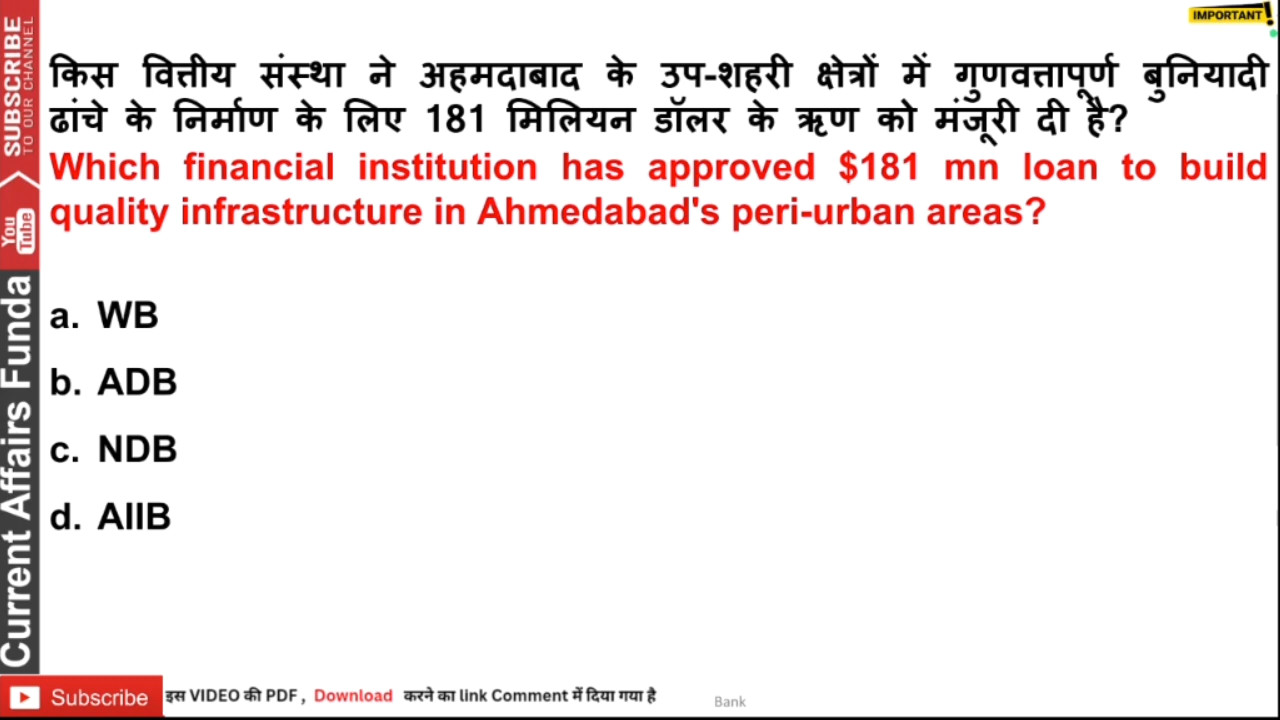 IMPORTANT!
किस वित्तीय संस्था ने अहमदाबाद के उप-शहरी क्षेत्रों में गुणवत्तापूर्ण बुनियादी
ढांचे के निर्माण के लिए 181 मिलियन डॉलर के ऋण को मंजूरी दी है?
Which financial institution has approved $181 mn loan to build
quality infrastructure in Ahmedabad's peri-urban areas?
a. WB
b. ADB
c. NDB
d. AIIB
SUBSCRIBE
TO OUR CHANNEL
You Tube
Current Affairs Funda
Subscribe
इस VIDEO की PDF , Download करने का link Comment में दिया गया है
Bank